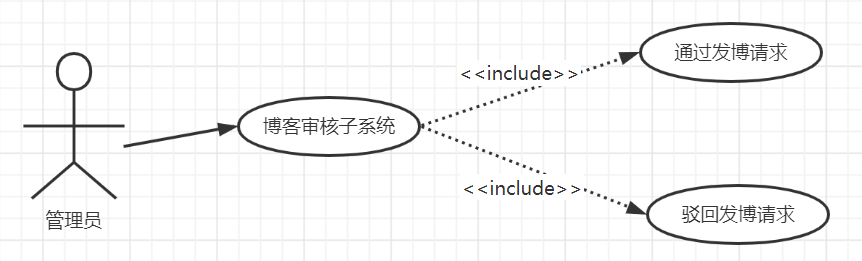 通过发博请求
<<include>>
博客审核子系统
<<include>>
驳回发博请求
管理员